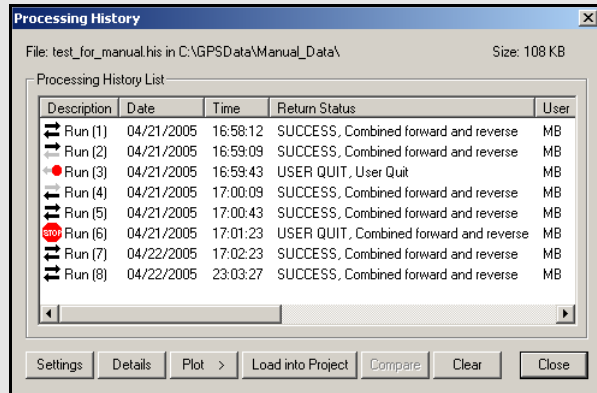 Processing History
File: test_for_manual.his in C:\GPSData\Manual_Data\ Size: 108 KB
Processing History List
Description Date Time Return Status User
Run (1) 04/21/2005 16:58:12 SUCCESS, Combined forward and reverse MB
Run (2) 04/21/2005 16:59:09 SUCCESS, Combined forward and reverse MB
Run (3) 04/21/2005 16:59:43 USER QUIT, User Quit MB
Run (4) 04/21/2005 17:00:09 SUCCESS, Combined forward and reverse MB
Run (5) 04/21/2005 17:00:43 SUCCESS, Combined forward and reverse MB
STOP Run (6) 04/21/2005 17:01:23 USER QUIT, Combined forward and reverse MB
Run (7) 04/22/2005 17:02:23 SUCCESS, Combined forward and reverse MB
Run (8) 04/22/2005 23:03:27 SUCCESS, Combined forward and reverse MB
Settings Details Plot > Load into Project Compare Clear Close